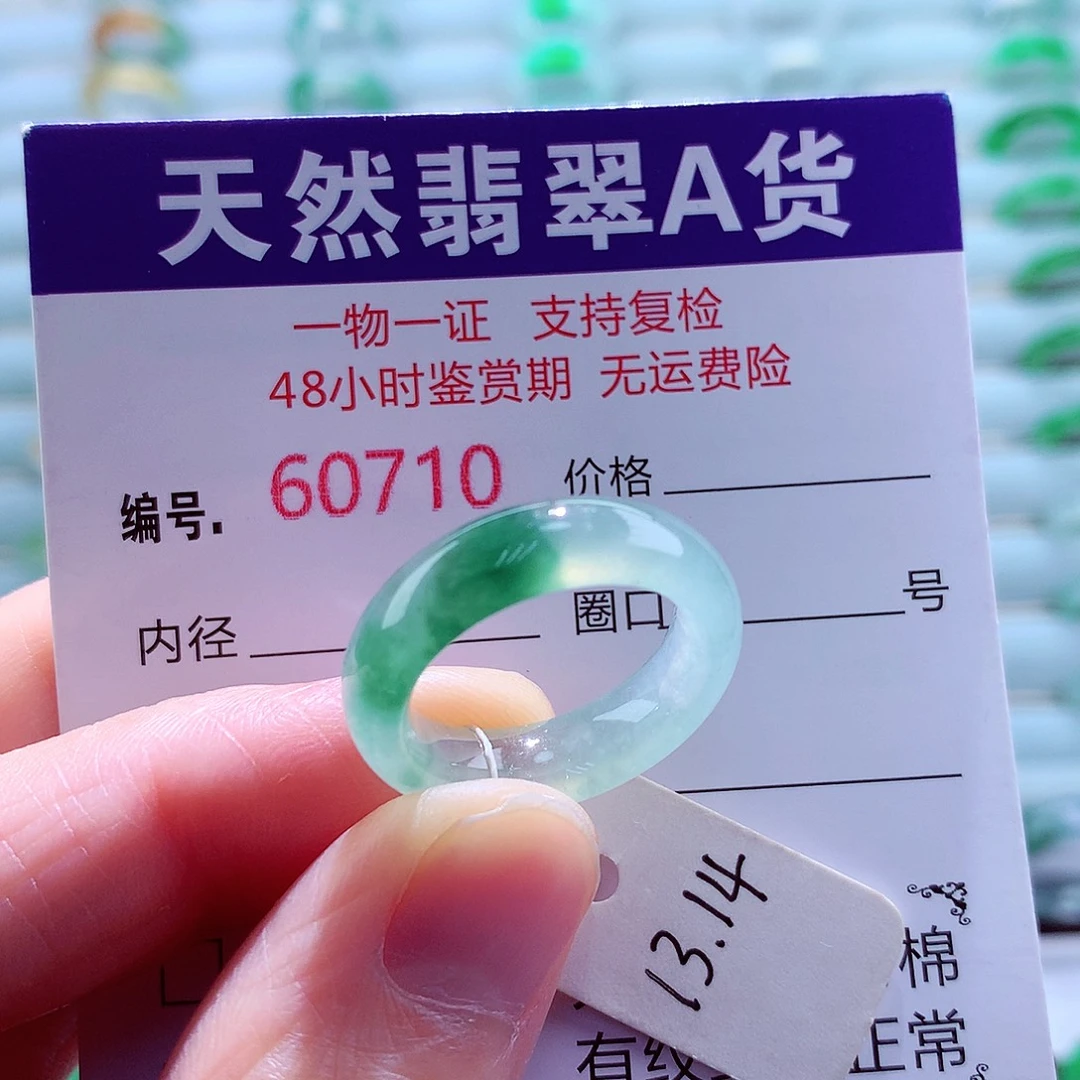 天然翡翠A货
一物一证 支持复检
48小时鉴赏期 无运费险
编号. 60710 价格
内径 圈口 号
13.14
棉
有纹 正常